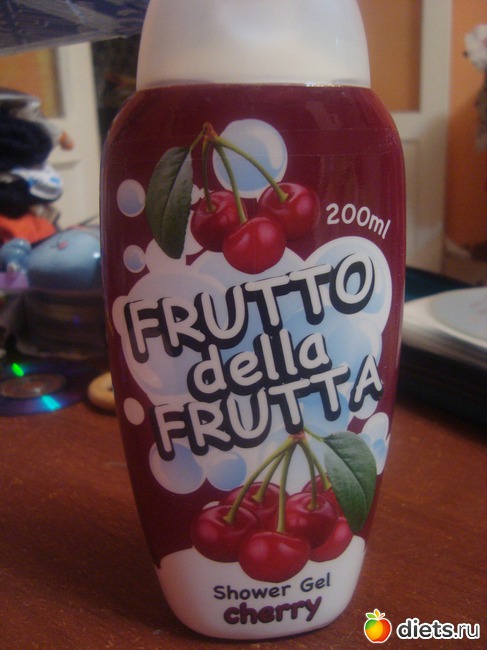 200ml
FRUTTO
della
FRUTTA
Shower Gel
cherry
diets.ru